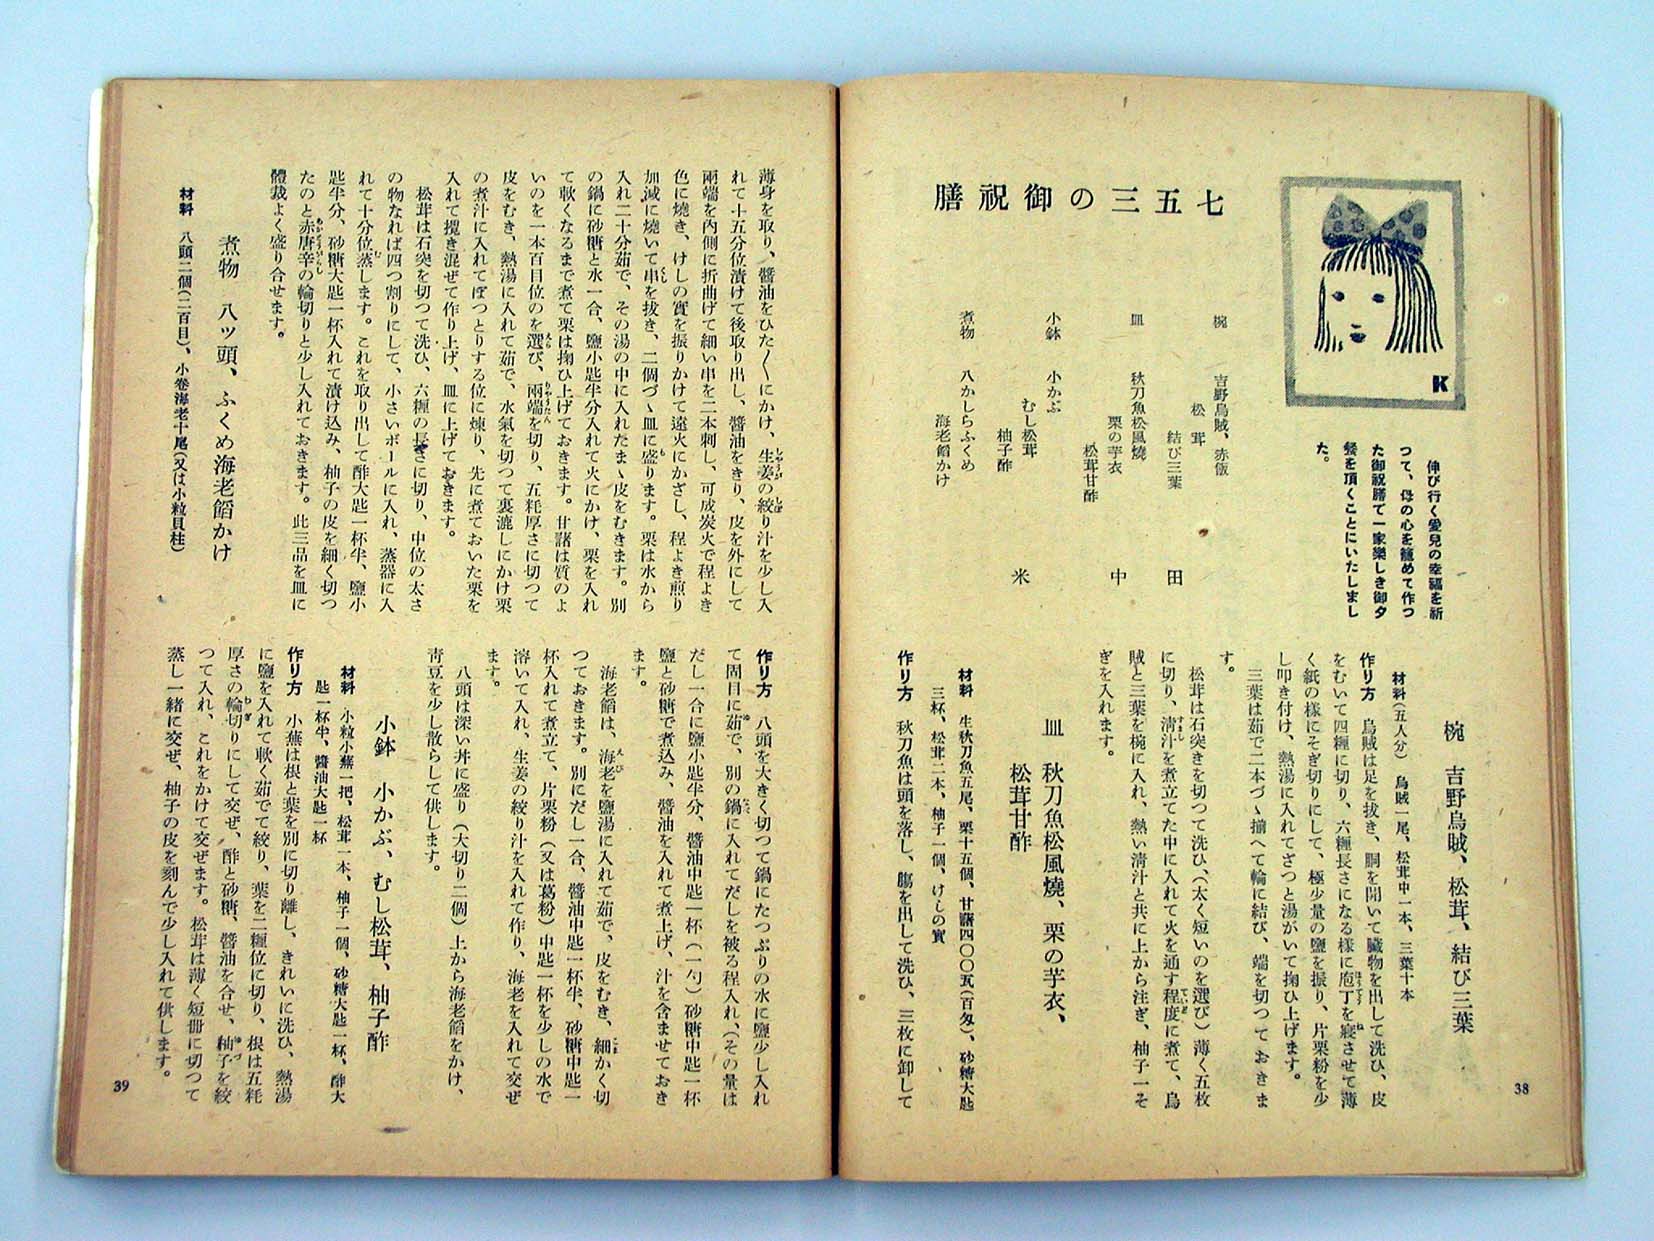 七五三の御祝膳
K
伸び行く愛兒の幸福を祈
つて、母の心を籠めて作つ
た御祝膳で一家樂しき御夕
餐を頂くことにいたしまし
た。
椀 吉野烏賊、赤飯
松茸
結び三葉
皿 秋刀魚松風燒
栗の芋衣
松茸甘酢
小鉢 小かぶ
むし松茸
柚子酢
煮物 八かしらふくめ
海老餡かけ
田
中
米
椀 吉野烏賊、松茸、結び三葉
材料(五人分) 烏賊一尾、松茸中一本、三葉十本
作り方 烏賊は足を拔き、胴を開いて臓物を出して洗ひ、皮
をむいて四糎に切り、六糎長さになる樣に庖丁を寢させて薄
く紙の樣にそぎ切りにして、極少量の鹽を振り、片栗粉を少
し叩き付け、熱湯に入れてざつと湯がいて掬ひ上げます。
三葉は茹で二本づゝ揃へて輪に結び、端を切つておきま
す。
松茸は石突きを切つて洗ひ、(太く短いのを選び)薄く五枚
に切り、淸汁を煮立てた中に入れて火を通す程度に煮て、烏
賊と三葉を椀に入れ、熱い淸汁と共に上から注ぎ、柚子一そ
ぎを入れます。
皿 秋刀魚松風燒、栗の芋衣、
松茸甘酢
材料 生秋刀魚五尾、栗十五個、甘藷四〇〇瓦(百匁)、砂糖大匙
三杯、松茸二本、柚子一個、けしの實
作り方 秋刀魚は頭を落し、膓を出して洗ひ、三枚に卸して
38
薄身を取り、醬油をひた〳〵にかけ、生姜の絞り汁を少し入
れて十五分位漬けて後取り出し、醬油をきり、皮を外にして
兩端を內側に折曲げて細い串を二本刺し、可成炭火で程よき
色に燒き、けしの實を振りかけて遠火にかざし、程よき煎り
加減に燒いて串を拔き、二個づゝ皿に盛ります。栗は水から
入れ二十分茹で、その湯の中に入れたまゝ皮をむきます。別
の鍋に砂糖と水一合、鹽小匙半分入れて火にかけ、栗を入れ
て軟くなるまで煮て栗は掬ひ上げておきます。甘藷は質のよ
いのを一本百目位のを選び、兩端を切り、五粍厚さに切つて
皮をむき、熱湯に入れて茹で、水氣を切つて裏漉しにかけ栗
の煮汁に入れてぼつとりする位に煉り、先に煮ておいた栗を
入れて攪き混ぜて作り上げ、皿に上げておきます。
松茸は石突を切つて洗ひ、六糎の長さに切り、中位の太さ
の物なれば四つ割りにして、小さいボールに入れ、蒸器に入
れて十分位蒸します。これを取り出して酢大匙一杯半、鹽小
匙半分、砂糖大匙一杯入れて漬け込み、柚子の皮を細く切つ
たのと赤唐辛の輪切りと少し入れておきます。此三品を皿に
體裁よく盛り合せます。
煮物 八ッ頭、ふくめ海老餡かけ
材料 八頭二個(二百目)、小卷海老十尾(又は小粒貝柱)
作り方 八頭を大きく切つて鍋にたつぷりの水に鹽少し入れ
て固目に茹で、別の鍋に入れてだしを被る程入れ、(その量は
だし一合に鹽小匙半分、醬油中匙一杯(一勺)砂糖中匙一杯
鹽と砂糖で煮込み、醬油を入れて煮上げ、汁を含ませておき
ます。
海老餡は、海老を鹽湯に入れて茹で、皮をむき、細かく切
つておきます。別にだし一合、醬油中匙一杯半、砂糖中匙一
杯入れて煮立て、片栗粉(又は葛粉)中匙一杯を少しの水で
溶いて入れ、生姜の絞り汁を入れて作り、海老を入れて交ぜ
ます。
八頭は深い丼に盛り(大切り二個)上から海老餡をかけ、
靑豆を少し散らして供します。
小鉢 小かぶ、むし松茸、柚子酢
材料 小粒小蕪一把、松茸一本、柚子一個、砂糖大匙一杯、酢大
匙一杯半、醬油大匙一杯
作り方 小蕪は根と葉を別に切り離し、きれいに洗ひ、熱湯
に鹽を入れて軟く茹でて絞り、葉を二糎位に切り、根は五粍
厚さの輪切りにして交ぜ、酢と砂糖、醬油を合せ、柚子を絞
つて入れ、これをかけて交ぜます。松茸は薄く短冊に切つて
蒸し一緒に交ぜ、柚子の皮を刻んで少し入れて供します。
39